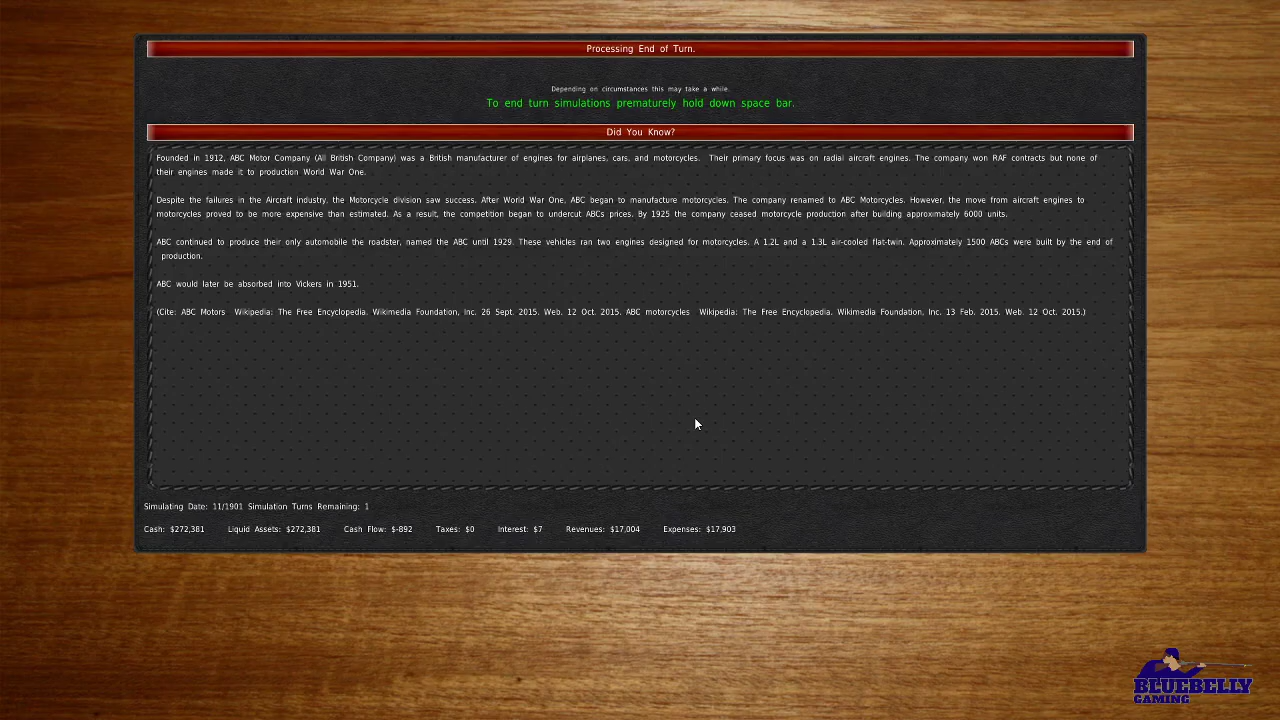 Processing End of Turn.
Depending on circumstances this may take a while.
To end turn simulations prematurely hold down space bar.
Did You Know?
Founded in 1912, ABC Motor Company (All British Company) was a British manufacturer of engines for airplanes, cars, and motorcycles. Their primary focus was on radial aircraft engines. The company won RAF contracts but none of
their engines made it to production World War One.
Despite the failures in the Aircraft industry, the Motorcycle division saw success. After World War One, ABC began to manufacture motorcycles. The company renamed to ABC Motorcycles. However, the move from aircraft engines to
motorcycles proved to be more expensive than estimated. As a result, the competition began to undercut ABCs prices. By 1925 the company ceased motorcycle production after building approximately 6000 units.
ABC continued to produce their only automobile the roadster, named the ABC until 1929. These vehicles ran two engines designed for motorcycles. A 1.2L and a 1.3L air-cooled flat-twin. Approximately 1500 ABCs were built by the end of
production.
ABC would later be absorbed into Vickers in 1951.
(Cite: ABC Motors Wikipedia: The Free Encyclopedia. Wikimedia Foundation, Inc. 26 Sept. 2015. Web. 12 Oct. 2015. ABC motorcycles Wikipedia: The Free Encyclopedia. Wikimedia Foundation, Inc. 13 Feb. 2015. Web. 12 Oct. 2015.)
Simulating Date: 11/1901 Simulation Turns Remaining: 1
Cash: $272,381 Liquid Assets: $272,381 Cash Flow: $-892 Taxes: $0 Interest: $7 Revenues: $17,004 Expenses: $17,903
BLUEBELLY
GAMING